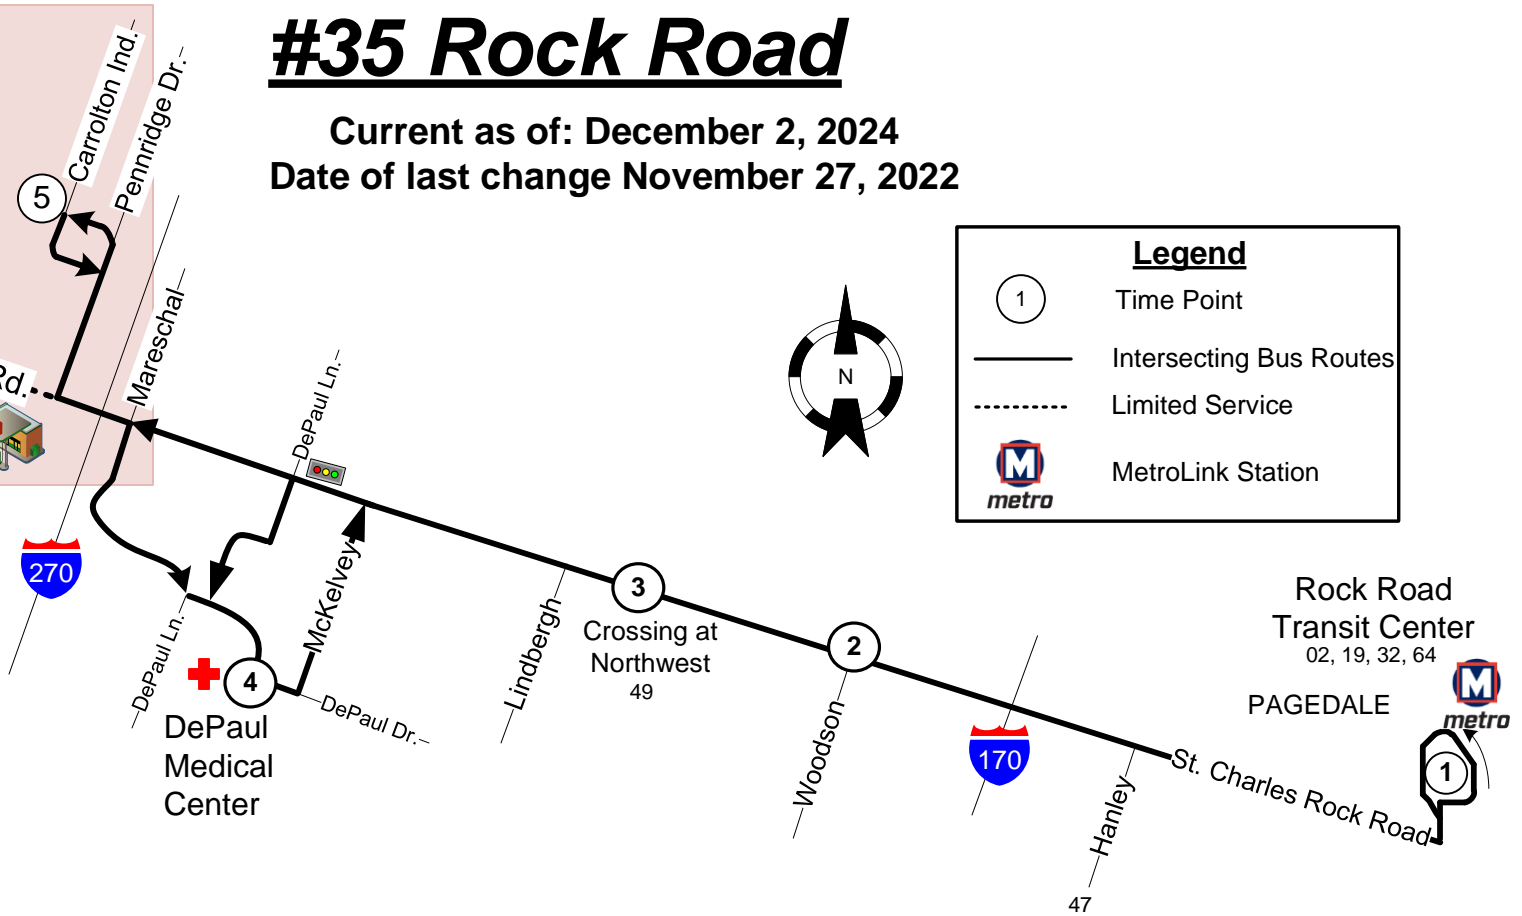 #35 Rock Road
Current as of: December 2, 2024
Date of last change November 27, 2022
Carrolton Ind.
Pennridge Dr.
5
Mareschal
Rd.
DePaul Ln.
270
McKelvey
DePaul Ln.
4
DePaul Dr.
DePaul
Medical
Center
Lindbergh
3
Crossing at
Northwest
49
2
Woodson
170
Hanley
47
St. Charles Rock Road
Rock Road
Transit Center
02, 19, 32, 64
PAGEDALE
metro
1
N
Legend
1
Time Point
Intersecting Bus Routes
Limited Service
M
metro
MetroLink Station
M